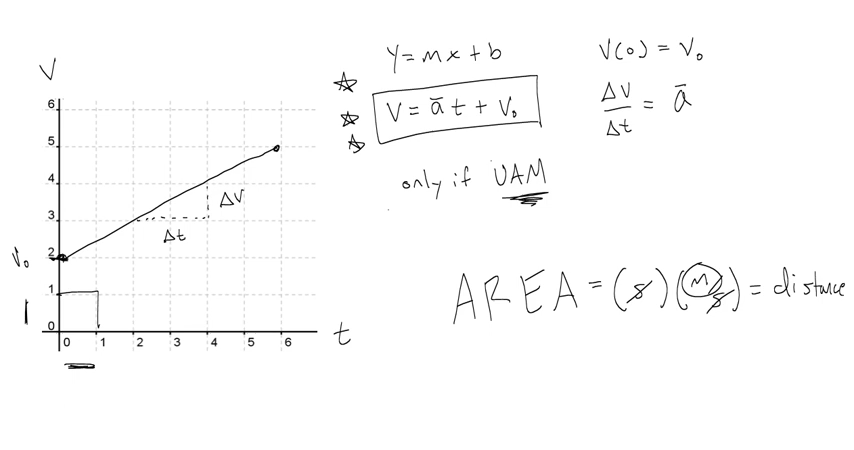 V
6
5
4
3
2
1
0
0 1 2 3 4 5 6
t
V₀
ΔV
Δt
y=mx+b
V = ā t + V₀
only if UAM
V(0) = V₀
ΔV/Δt = ā
AREA = (s)(m/s) = distance